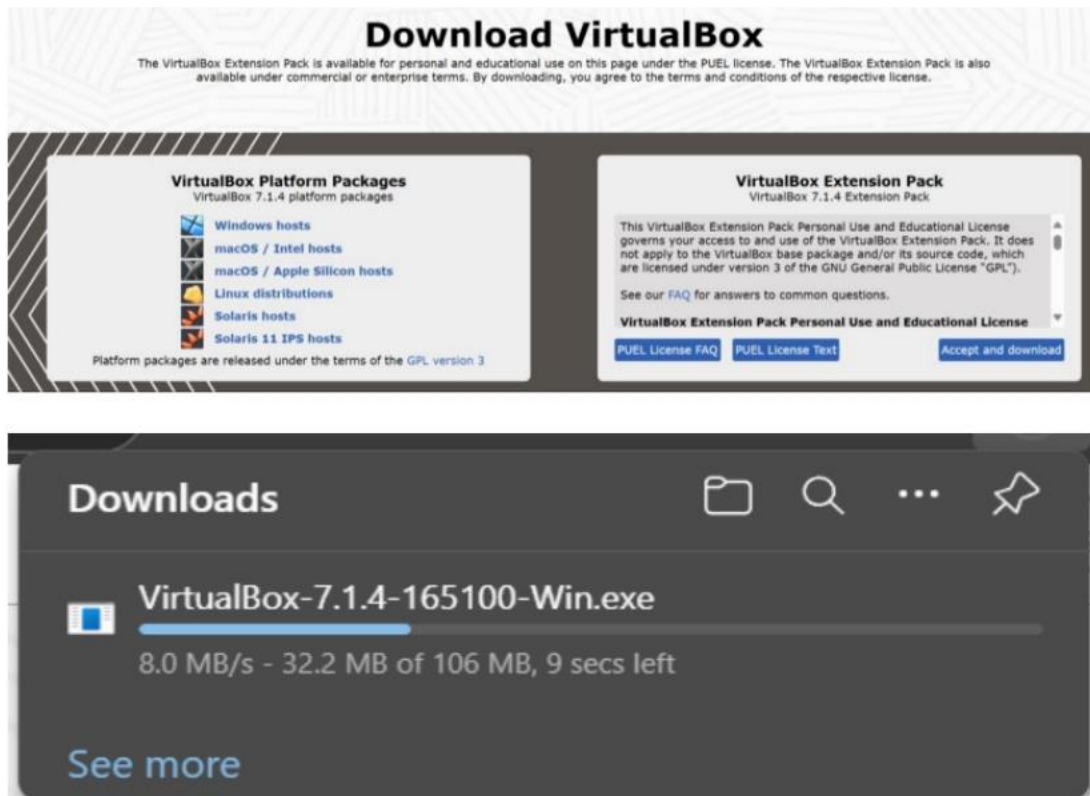 Download VirtualBox
The VirtualBox Extension Pack is available for personal and educational use on this page under the PUEL license. The VirtualBox Extension Pack is also
available under commercial or enterprise terms. By downloading, you agree to the terms and conditions of the respective license.
VirtualBox Platform Packages
VirtualBox 7.1.4 platform packages
Windows hosts
macOS / Intel hosts
macOS / Apple Silicon hosts
Linux distributions
Solaris hosts
Solaris 11 IPS hosts
Platform packages are released under the terms of the GPL version 3
VirtualBox Extension Pack
VirtualBox 7.1.4 Extension Pack
This VirtualBox Extension Pack Personal Use and Educational License
governs your access to and use of the VirtualBox Extension Pack. It does
not apply to the VirtualBox base package and/or its source code, which
are licensed under version 3 of the GNU General Public License "GPL").
See our FAQ for answers to common questions.
VirtualBox Extension Pack Personal Use and Educational License
PUEL License FAQ PUEL License Text Accept and download
Downloads
VirtualBox-7.1.4-165100-Win.exe
8.0 MB/s - 32.2 MB of 106 MB, 9 secs left
See more